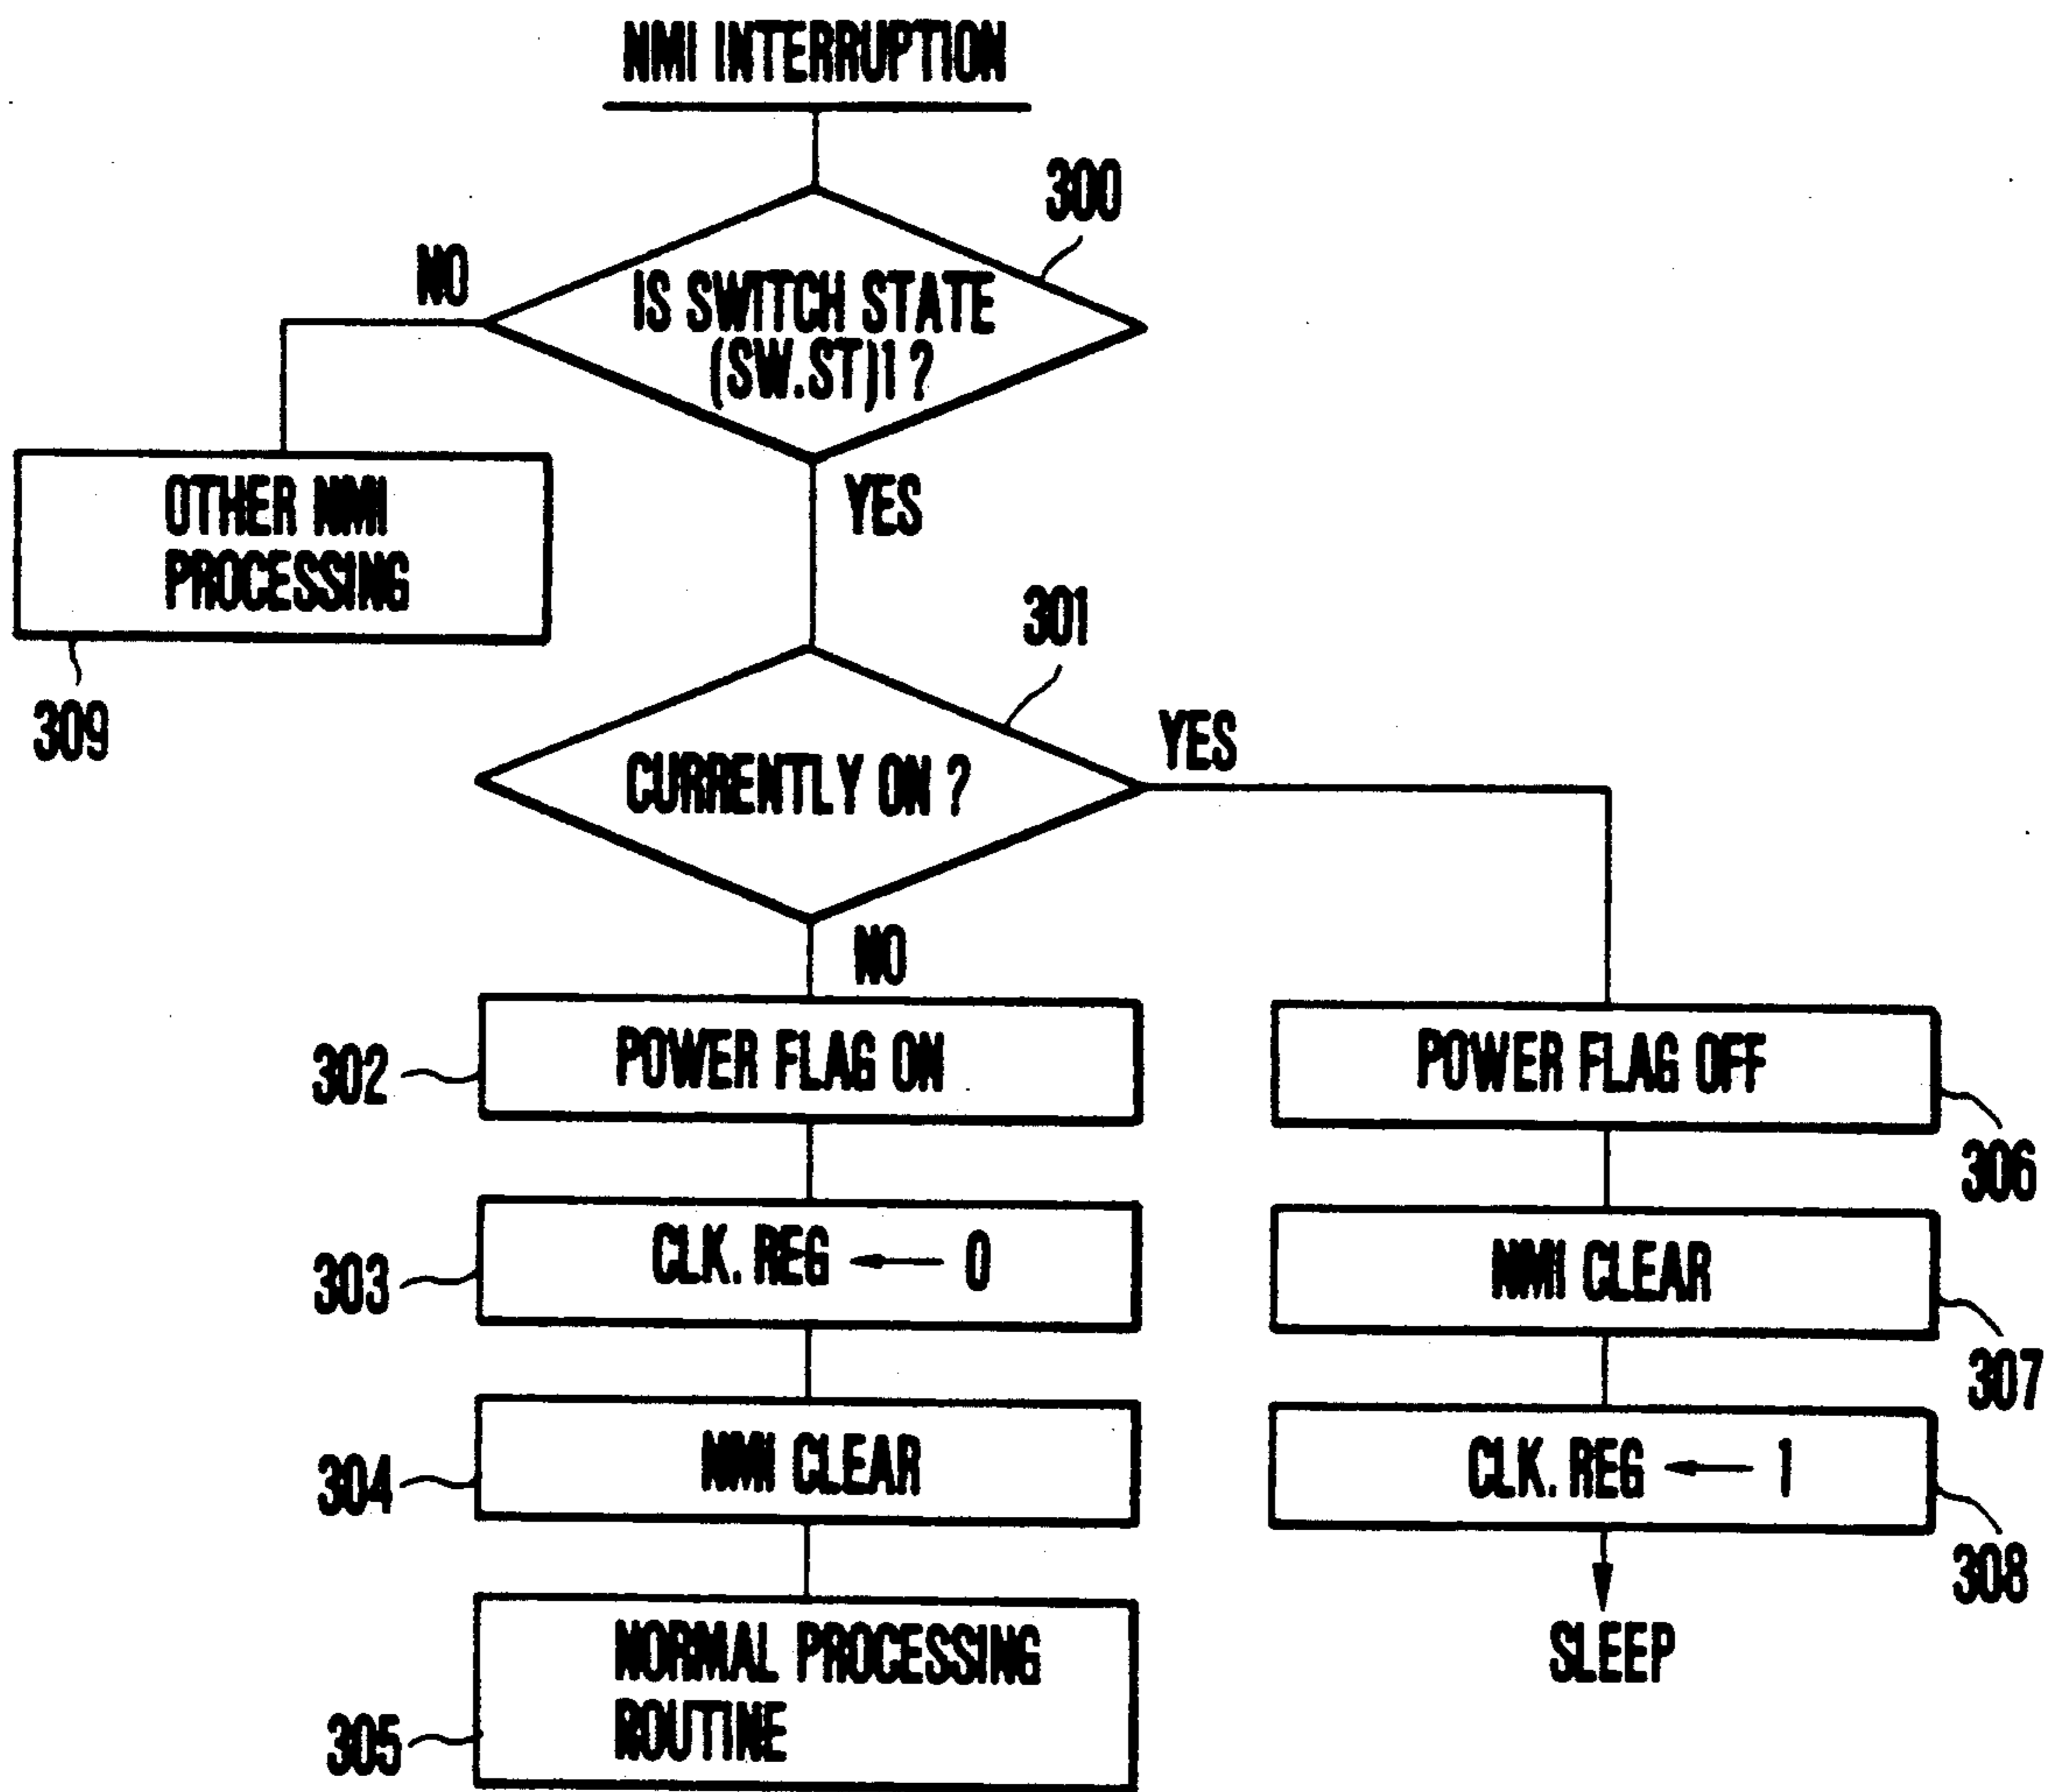 NMI INTERRUPTION
300
NO
IS SWITCH STATE
(SW.ST)1 ?
YES
OTHER NMI
PROCESSING
309
301
YES
CURRENTLY ON ?
NO
302
POWER FLAG ON
POWER FLAG OFF
306
303
CLK. REG ← 0
NMI CLEAR
307
304
NMI CLEAR
CLK. REG ← 1
308
SLEEP
305
NORMAL PROCESSING
ROUTINE